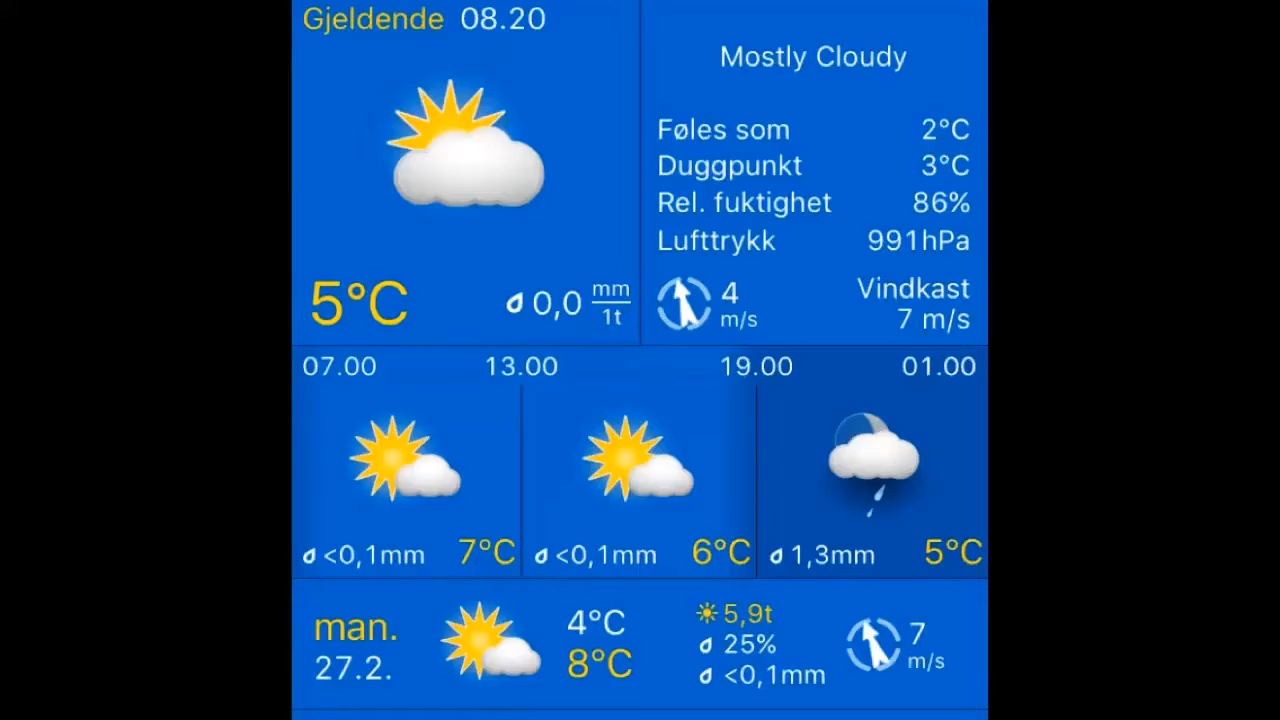 Gjeldende 08.20
5°C
0,0 mm
1t
Mostly Cloudy
Føles som 2°C
Duggpunkt 3°C
Rel. fuktighet 86%
Lufttrykk 991hPa
4
m/s
Vindkast
7 m/s
07.00 13.00 19.00 01.00
<0,1mm 7°C <0,1mm 6°C 1,3mm 5°C
man.
27.2.
4°C
8°C
5,9t
25%
<0,1mm
7
m/s